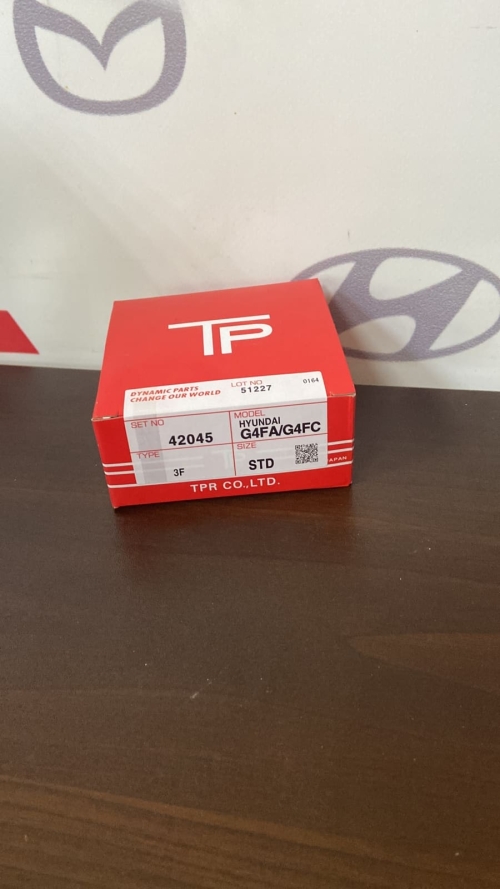 TP
DYNAMIC PARTS
CHANGE OUR WORLD
LOT NO
51227
0164
SET NO
42045
MODEL
HYUNDAI
G4FA/G4FC
TYPE
3F
SIZE
STD
APAN
TPR CO.,LTD.